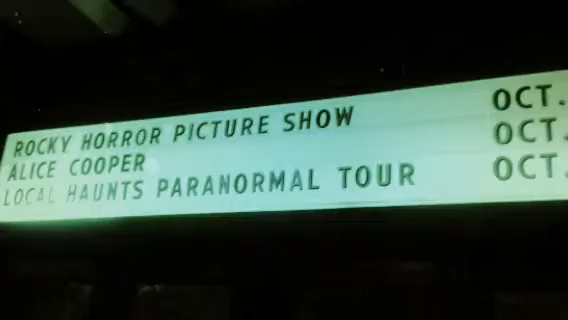 ROCKY HORROR PICTURE SHOW OCT.
ALICE COOPER OCT.
LOCAL HAUNTS PARANORMAL TOUR OCT.